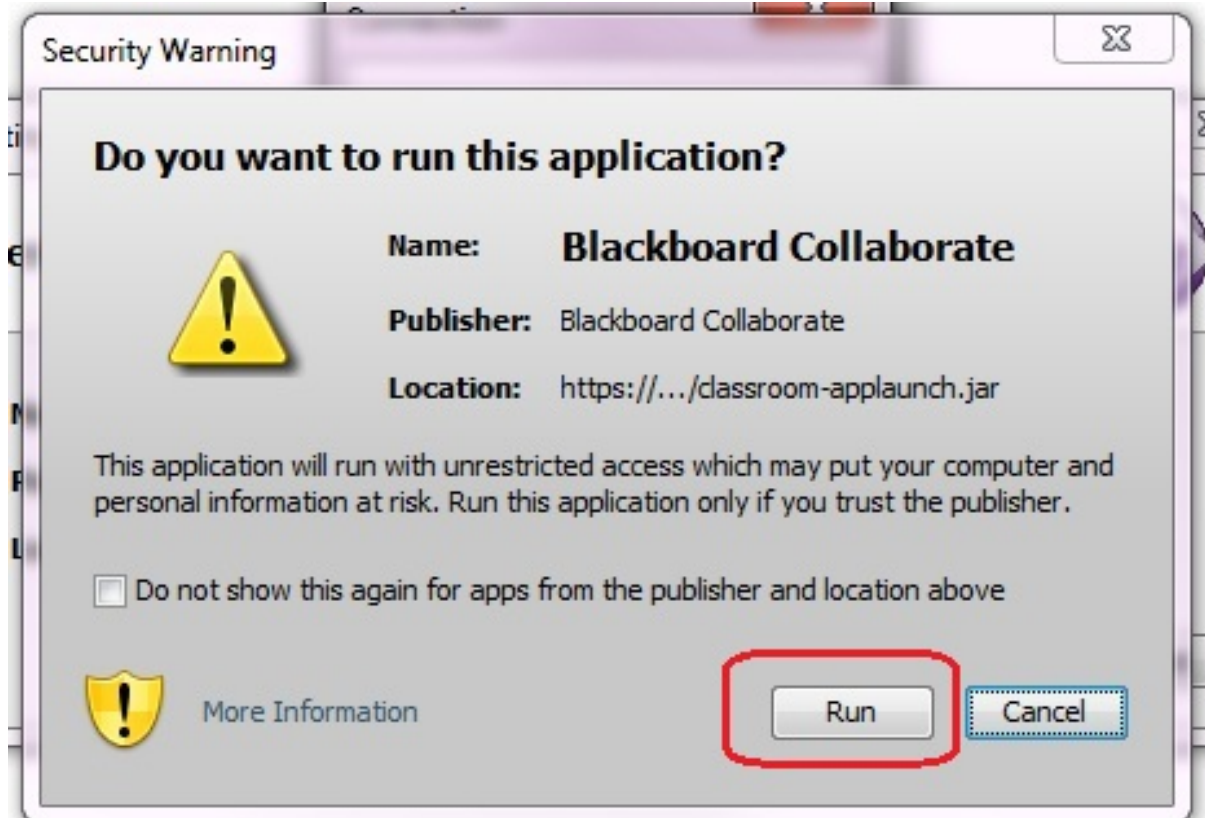 Security Warning
Do you want to run this application?
Name: Blackboard Collaborate
Publisher: Blackboard Collaborate
Location: https://.../classroom-applaunch.jar
This application will run with unrestricted access which may put your computer and
personal information at risk. Run this application only if you trust the publisher.
Do not show this again for apps from the publisher and location above
More Information
Run
Cancel